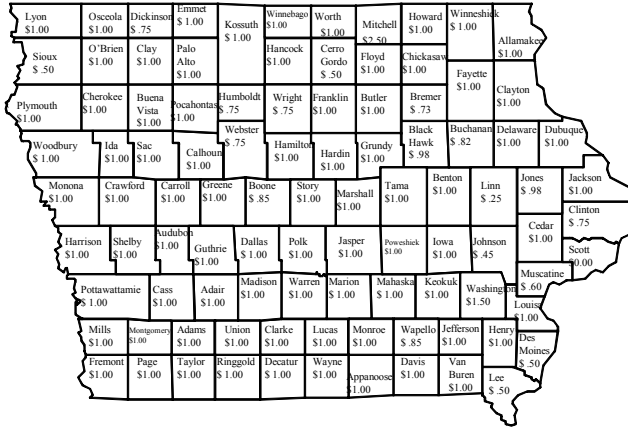 Lyon
$1.00
Osceola
$1.00
Dickinson
$ .75
Emmet
$1.00
Kossuth
$ 1.00
Winnebago
$1.00
Worth
$1.00
Mitchell
$2.50
Howard
$1.00
Winneshiek
$ 1.00
Allamakee
$1.00
Sioux
$ .50
O’Brien
$1.00
Clay
$1.00
Palo
Alto
$1.00
Hancock
$1.00
Cerro
Gordo
$ .50
Floyd
$1.00
Chickasaw
$1.00
Fayette
$1.00
Clayton
$1.00
Plymouth
$1.00
Cherokee
$1.00
Buena
Vista
$1.00
Pocahontas
$1.00
Humboldt
$ .75
Wright
$ .75
Franklin
$1.00
Butler
$1.00
Bremer
$ .73
Woodbury
$ 1.00
Ida
$1.00
Sac
$1.00
Calhoun
$1.00
Webster
$ .75
Hamilton
$1.00
Hardin
$1.00
Grundy
$1.00
Black
Hawk
$ .98
Buchanan
$ .82
Delaware
$1.00
Dubuque
$1.00
Monona
$1.00
Crawford
$1.00
Carroll
$1.00
Greene
$1.00
Boone
$ .85
Story
$1.00
Marshall
$1.00
Tama
$1.00
Benton
$1.00
Linn
$ .25
Jones
$ .98
Jackson
$1.00
Clinton
$ .75
Harrison
$1.00
Shelby
$1.00
Audubon
$1.00
Guthrie
$1.00
Dallas
$1.00
Polk
$1.00
Jasper
$1.00
Poweshiek
$1.00
Iowa
$1.00
Johnson
$ .45
Cedar
$1.00
Scott
$0.00
Muscatine
$ .60
Pottawattamie
$ 1.00
Cass
$1.00
Adair
$1.00
Madison
$1.00
Warren
$1.00
Marion
$1.00
Mahaska
$1.00
Keokuk
$1.00
Washington
$1.50
Louisa
$1.00
Mills
$1.00
Montgomery
$1.00
Adams
$1.00
Union
$1.00
Clarke
$1.00
Lucas
$1.00
Monroe
$1.00
Wapello
$ .85
Jefferson
$1.00
Henry
$1.00
Des
Moines
$ .50
Fremont
$1.00
Page
$1.00
Taylor
$1.00
Ringgold
$ 1.00
Decatur
$ 1.00
Wayne
$1.00
Appanoose
$1.00
Davis
$1.00
Van
Buren
$1.00
Lee
$ .50